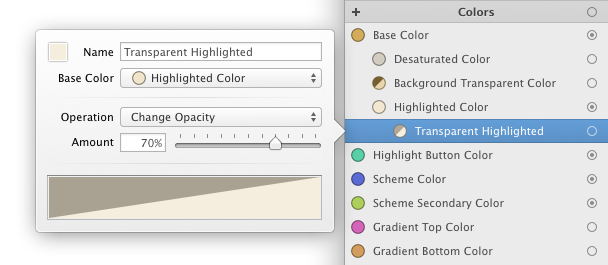 Name Transparent Highlighted
Base Color Highlighted Color
Operation Change Opacity
Amount 70%
+ Colors
Base Color
Desaturated Color
Background Transparent Color
Highlighted Color
Transparent Highlighted
Highlight Button Color
Scheme Color
Scheme Secondary Color
Gradient Top Color
Gradient Bottom Color